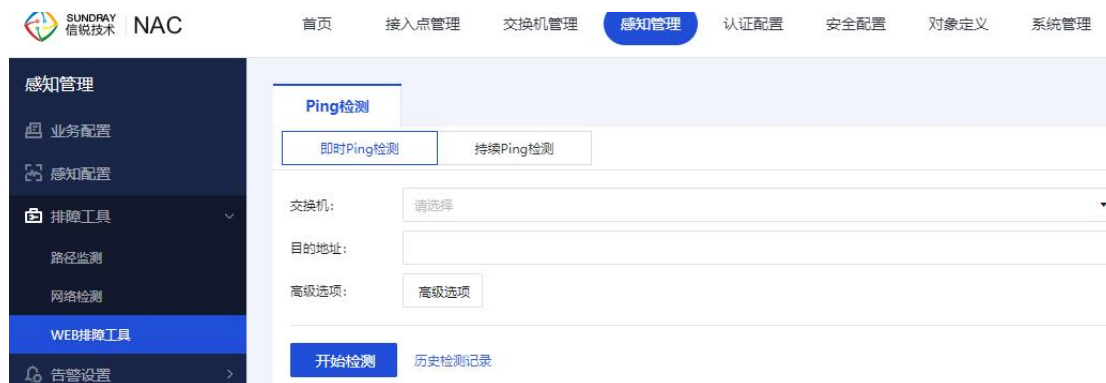 SUNDRAY
信锐技术 NAC
首页 接入点管理 交换机管理 感知管理 认证配置 安全配置 对象定义 系统管理
感知管理
业务配置
感知配置
排障工具
路径监测
网络检测
WEB排障工具
告警设置
Ping检测
即时Ping检测 持续Ping检测
交换机: 请选择
目的地址:
高级选项: 高级选项
开始检测 历史检测记录